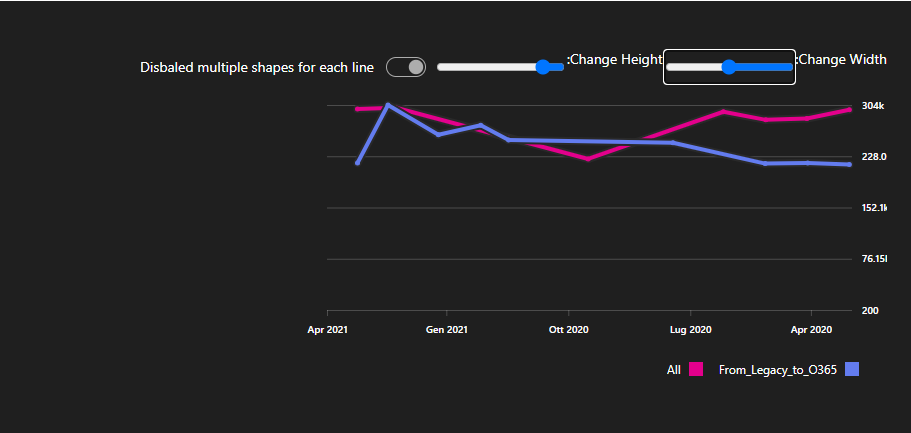 Disbaled multiple shapes for each line
:Change Height
:Change Width
304k
228.0
152.1k
76.15
200
Apr 2021 Gen 2021 Ott 2020 Lug 2020 Apr 2020
All From_Legacy_to_O365